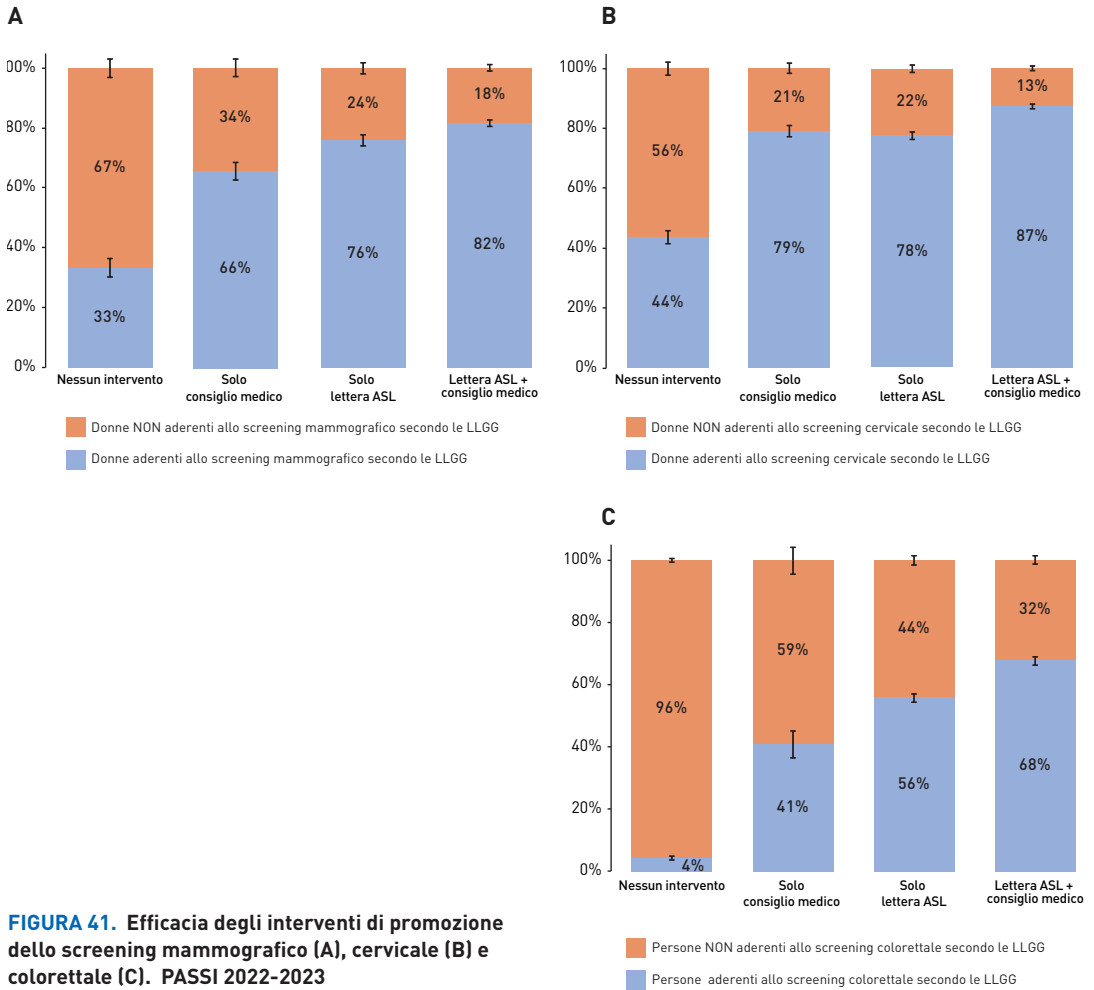 A
00%
80%
60%
40%
20%
0%
67%
34%
24%
18%
33%
66%
76%
82%
Nessun intervento
Solo
consiglio medico
Solo
lettera ASL
Lettera ASL +
consiglio medico
Donne NON aderenti allo screening mammografico secondo le LLGG
Donne aderenti allo screening mammografico secondo le LLGG
B
100%
80%
60%
40%
20%
0%
56%
21%
22%
13%
44%
79%
78%
87%
Nessun intervento
Solo
consiglio medico
Solo
lettera ASL
Lettera ASL +
consiglio medico
Donne NON aderenti allo screening cervicale secondo le LLGG
Donne aderenti allo screening cervicale secondo le LLGG
C
100%
80%
60%
40%
20%
0%
96%
59%
44%
32%
4%
41%
56%
68%
Nessun intervento
Solo
consiglio medico
Solo
lettera ASL
Lettera ASL +
consiglio medico
Persone NON aderenti allo screening colorettale secondo le LLGG
Persone aderenti allo screening colorettale secondo le LLGG
FIGURA 41. Efficacia degli interventi di promozione
dello screening mammografico (A), cervicale (B) e
colorettale (C). PASSI 2022-2023